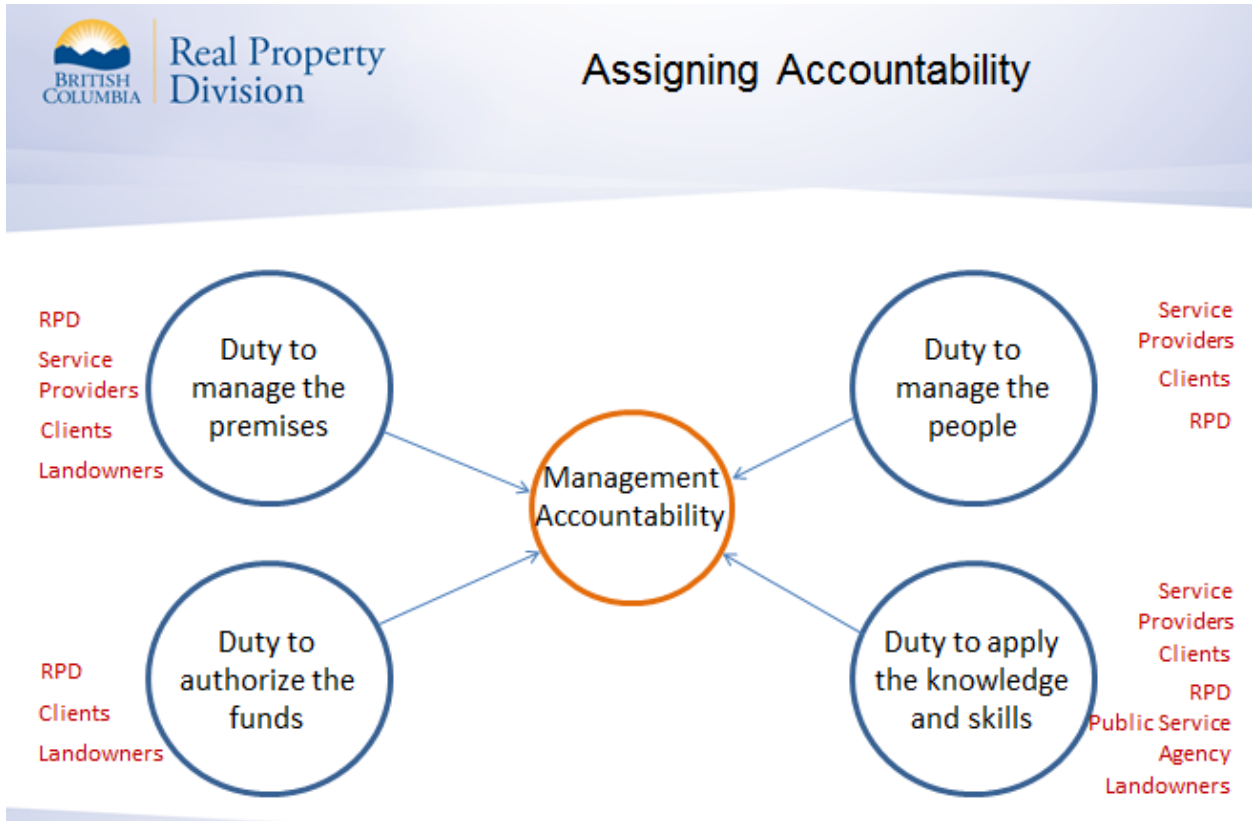 BRITISH
COLUMBIA
Real Property
Division
Assigning Accountability
RPD
Service
Providers
Clients
Landowners
Duty to
manage the
premises
Duty to
manage the
people
Service
Providers
Clients
RPD
Management
Accountability
RPD
Clients
Landowners
Duty to
authorize the
funds
Duty to apply
the knowledge
and skills
Service
Providers
Clients
RPD
Public Service
Agency
Landowners